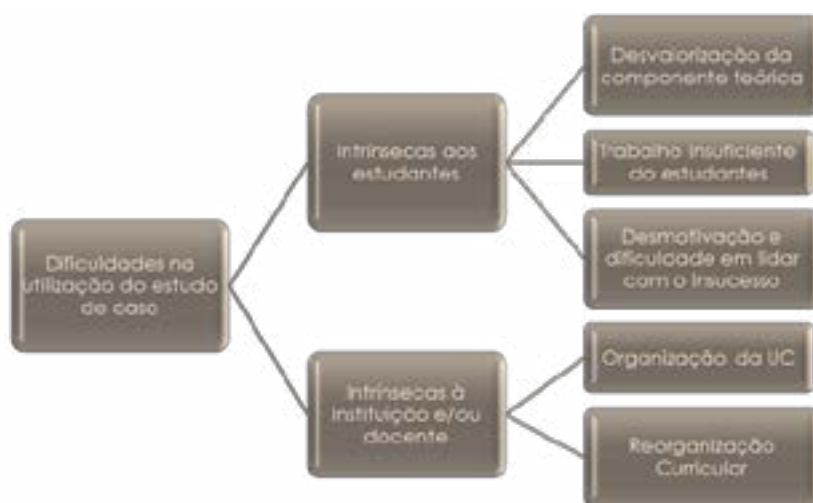 Dificuldades na
utilização do estudo
de caso
Intrínsecas aos
estudantes
Desvalorização da
componente teórica
Trabalho insuficiente
do estudantes
Desmotivação e
dificuldade em lidar
com o insucesso
Intrínsecas à
instituição e/ou
docente
Organização da UC
Reorganização
Curricular